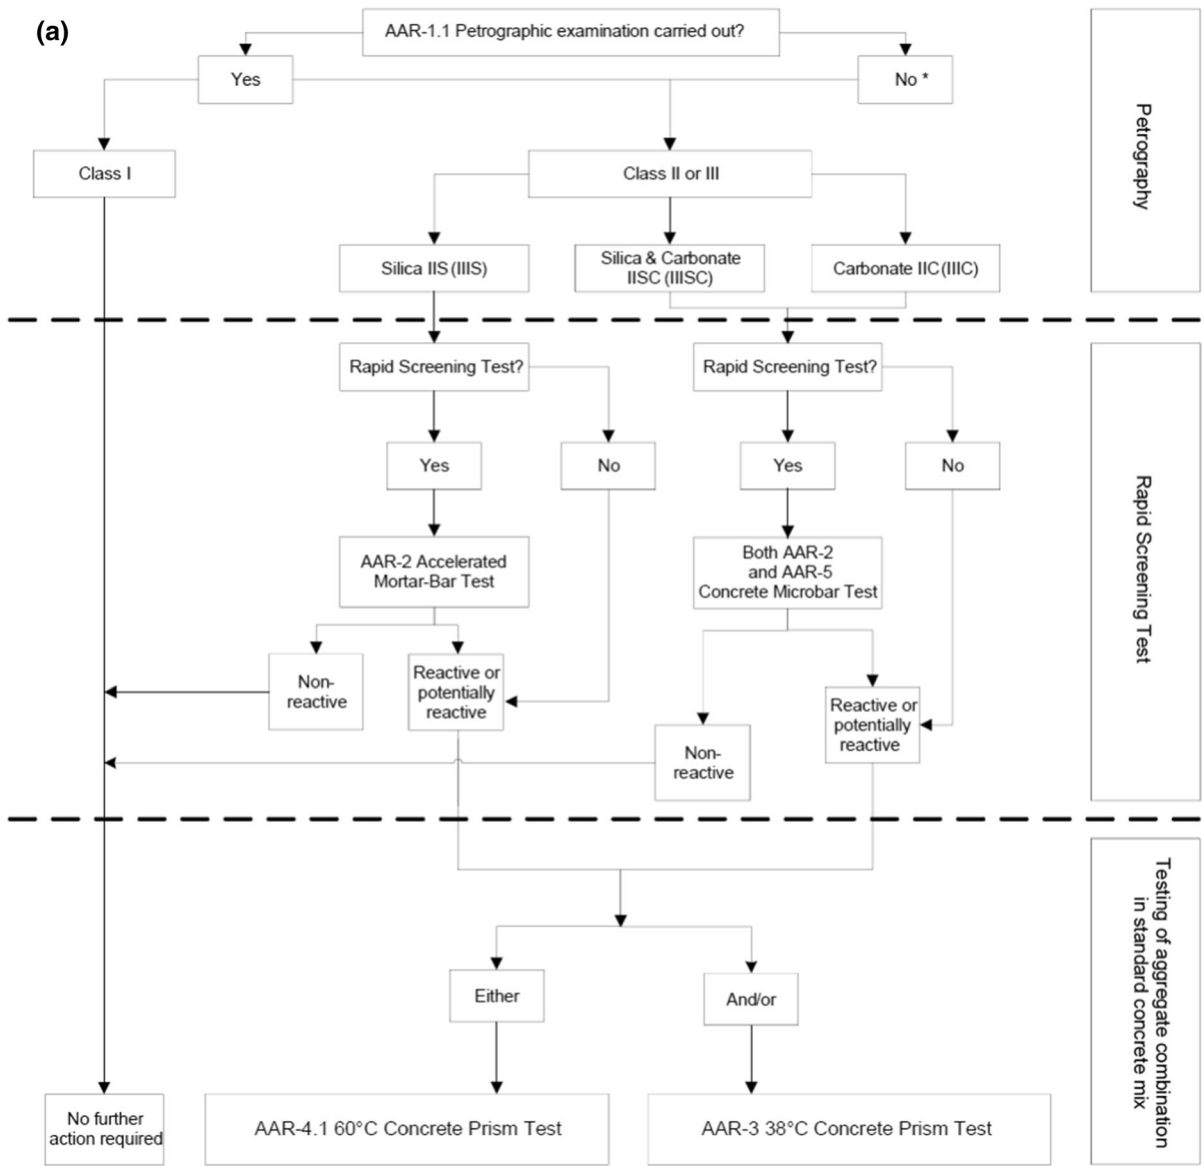 (a)
AAR-1.1 Petrographic examination carried out?
Yes
No *
Class I
Class II or III
Silica IIS (IIIS)
Silica & Carbonate
IISC (IIISC)
Carbonate IIC(IIIC)
Petrography
Rapid Screening Test?
Rapid Screening Test?
Yes
No
Yes
No
AAR-2 Accelerated
Mortar-Bar Test
Both AAR-2
and AAR-5
Concrete Microbar Test
Non-
reactive
Reactive or
potentially
reactive
Non-
reactive
Reactive or
potentially
reactive
Rapid Screening Test
Either
And/or
No further
action required
AAR-4.1 60°C Concrete Prism Test
AAR-3 38°C Concrete Prism Test
Testing of aggregate combination
in standard concrete mix